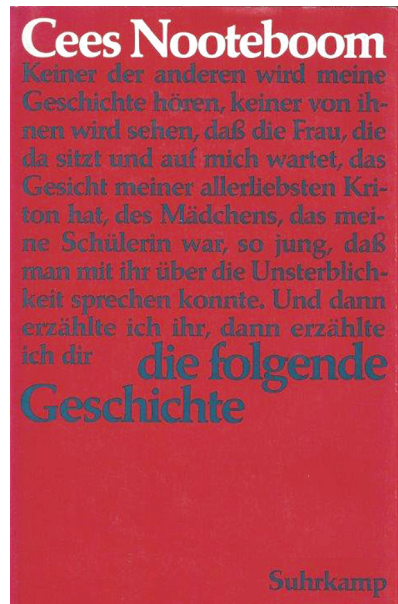 Cees Nooteboom
Keiner der anderen wird meine
Geschichte hören, keiner von ih-
nen wird sehen, daß die Frau, die
da sitzt und auf mich wartet, das
Gesicht meiner allerliebsten Kri-
ton hat, des Mädchens, das mei-
ne Schülerin war, so jung, daß
man mit ihr über die Unsterblich-
keit sprechen konnte. Und dann
erzählte ich ihr, dann erzählte
ich dir die folgende
Geschichte
Suhrkamp